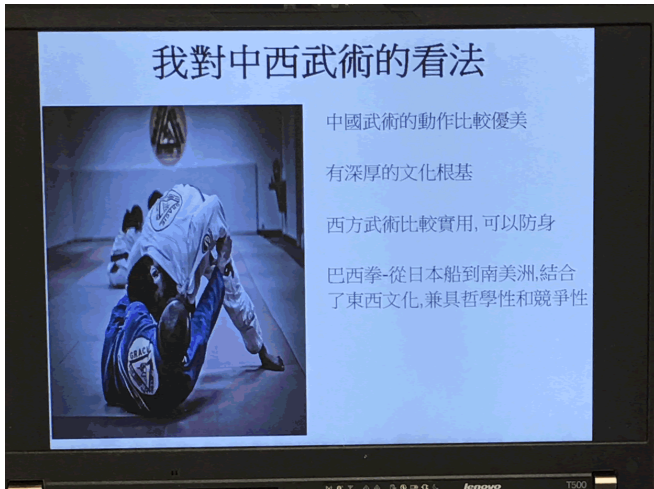 我對中西武術的看法
中國武術的動作比較優美
有深厚的文化根基
西方武術比較實用, 可以防身
巴西拳-從日本船到南美洲,結合
了東西文化,兼具哲學性和競爭性
GRACIE
lenovo
T500